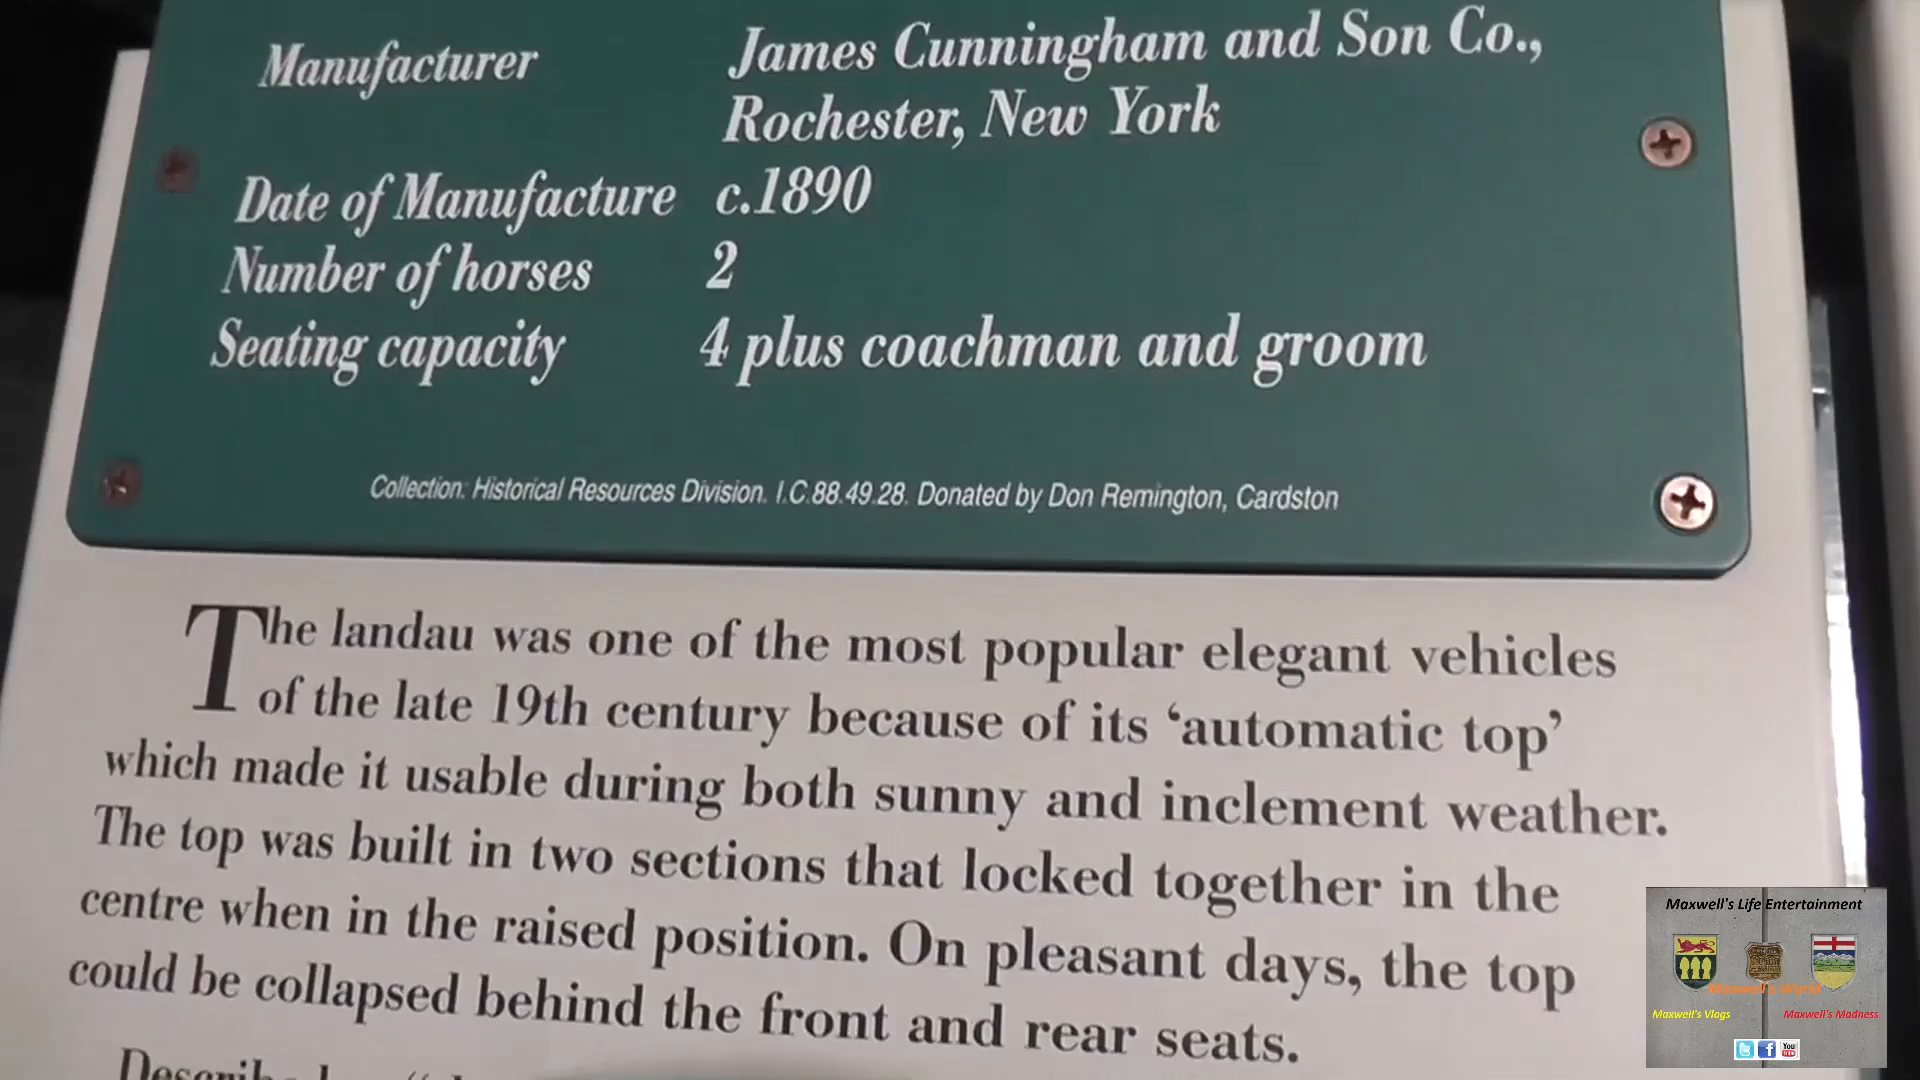 Manufacturer James Cunningham and Son Co.,
Rochester, New York
Date of Manufacture c.1890
Number of horses 2
Seating capacity 4 plus coachman and groom
Collection: Historical Resources Division. I.C.88.49.28. Donated by Don Remington, Cardston
The landau was one of the most popular elegant vehicles
of the late 19th century because of its ‘automatic top’
which made it usable during both sunny and inclement weather.
The top was built in two sections that locked together in the
centre when in the raised position. On pleasant days, the top
could be collapsed behind the front and rear seats.
Maxwell's Life Entertainment
Maxwell's World
Maxwell's Vlogs Maxwell's Madness
You